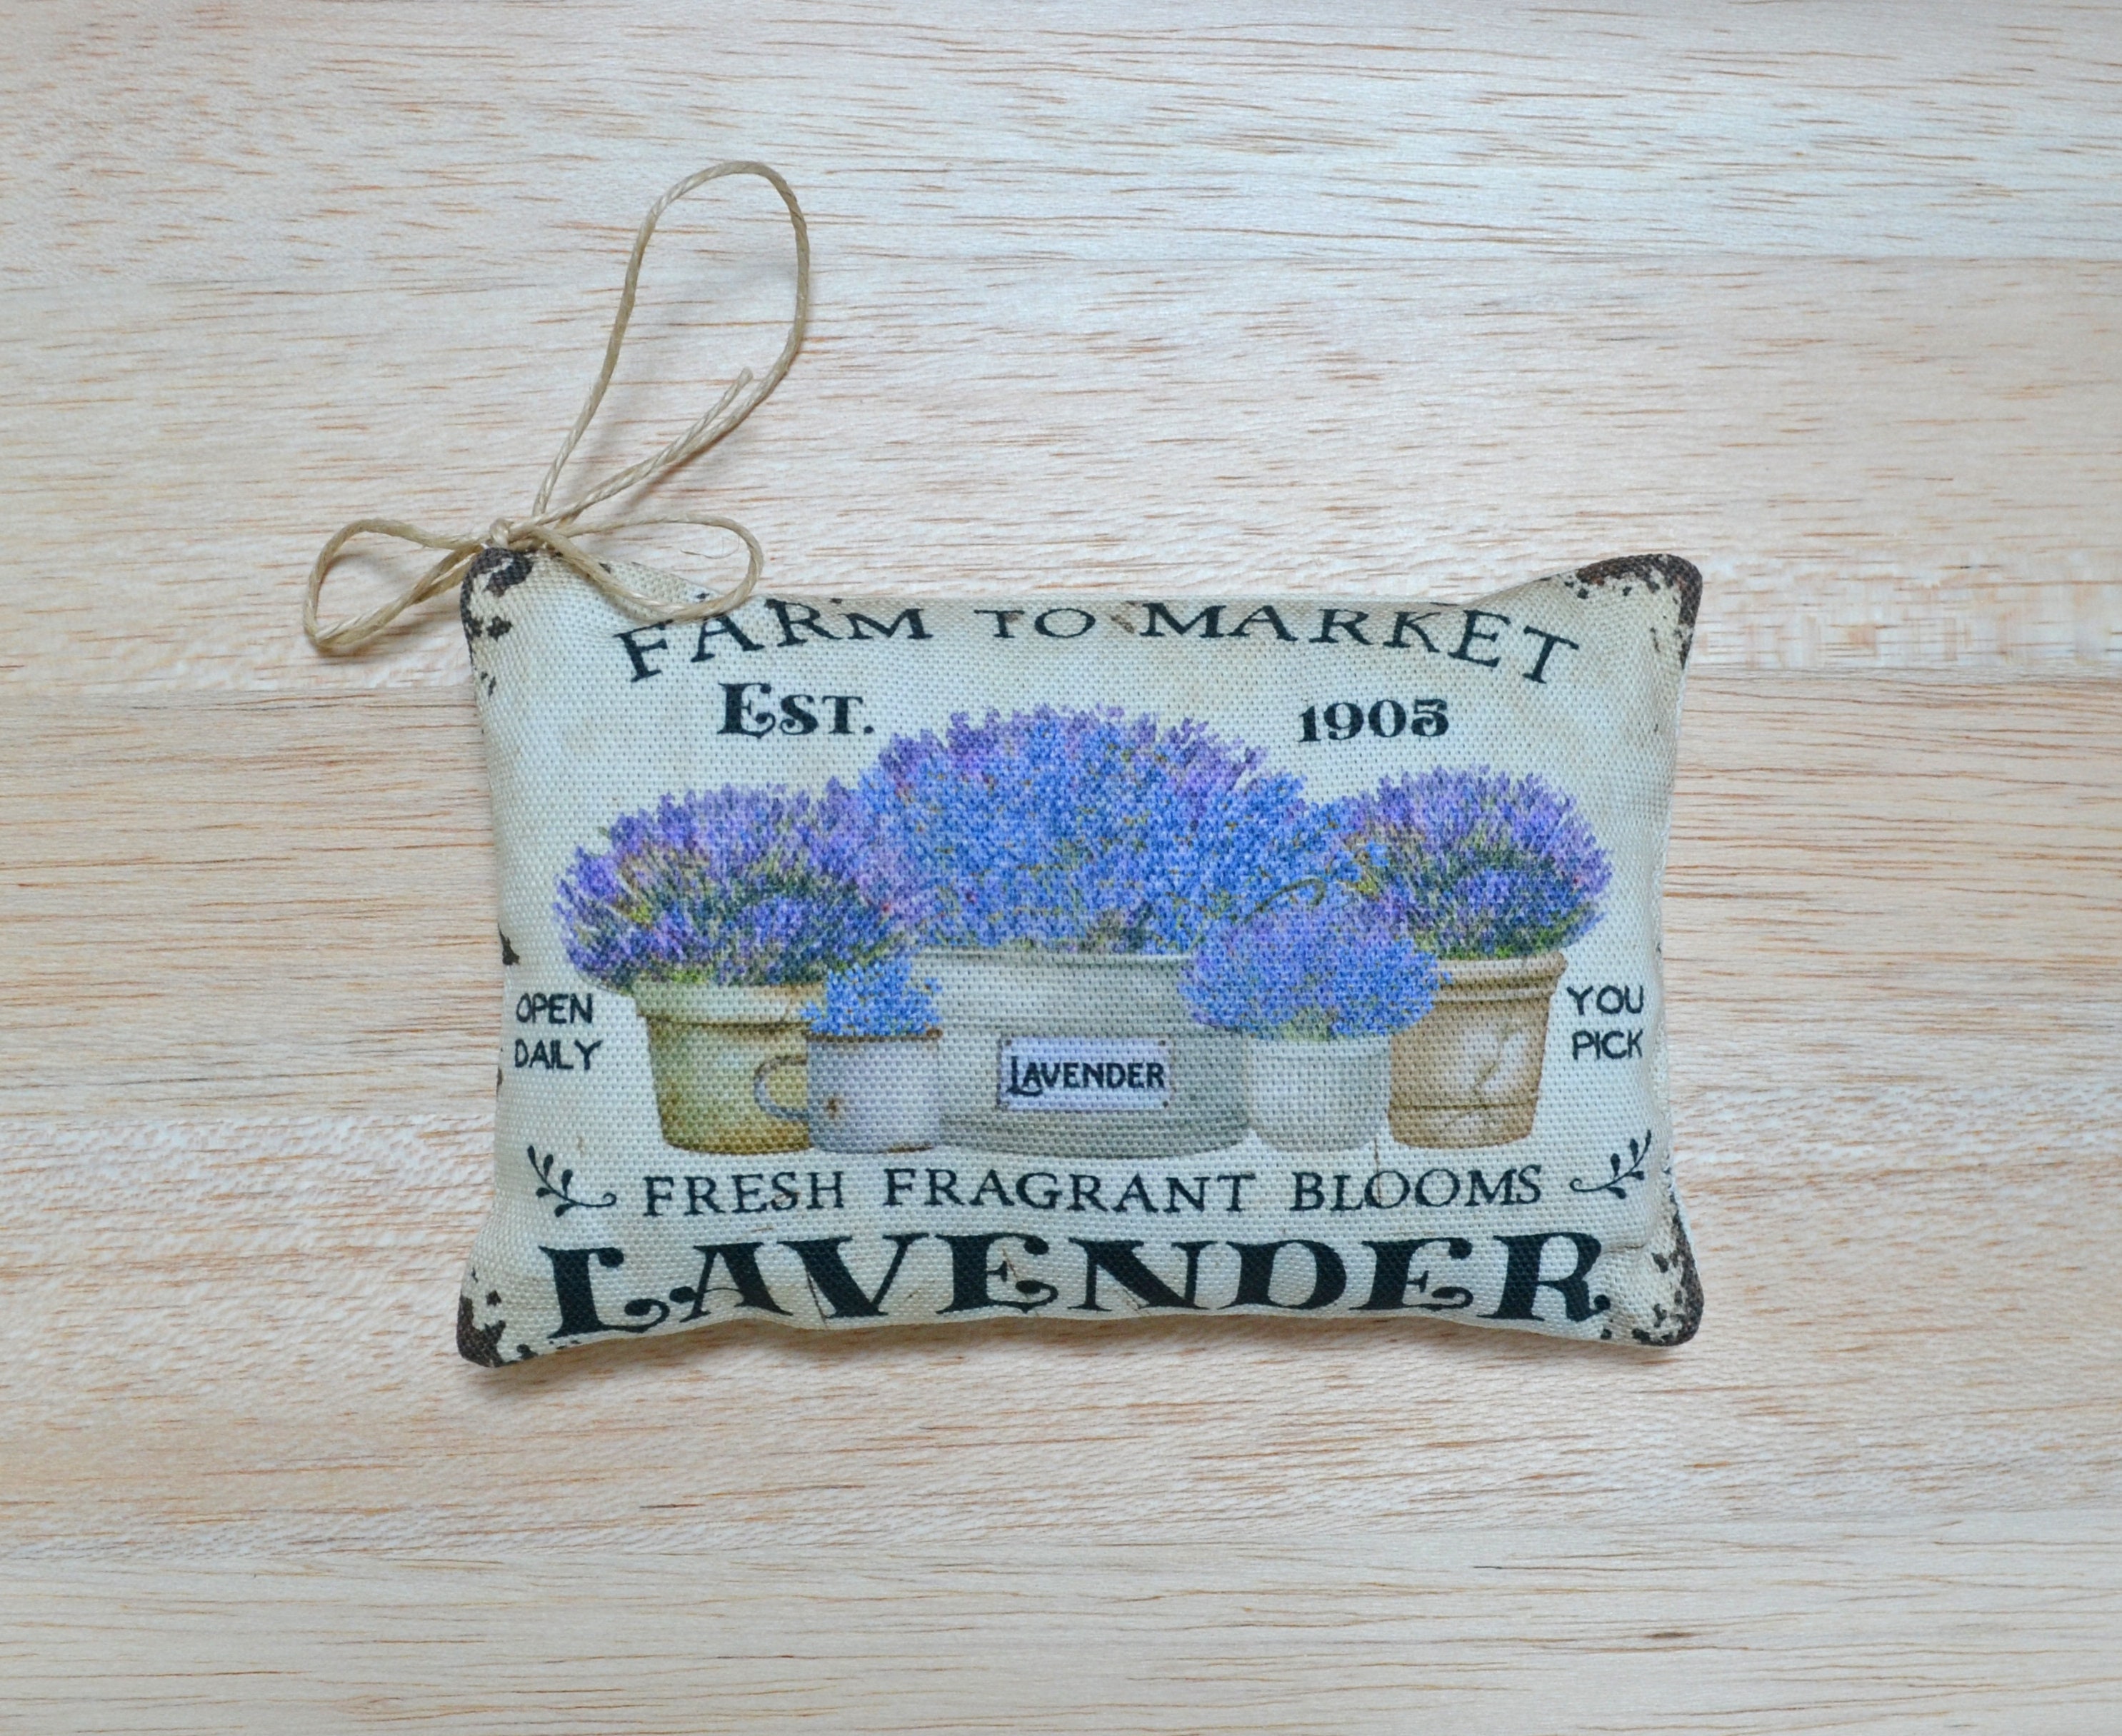 FARM TO MARKET
EST. 1905
OPEN
DAILY
LAVENDER
YOU
PICK
FRESH FRAGRANT BLOOMS
LAVENDER